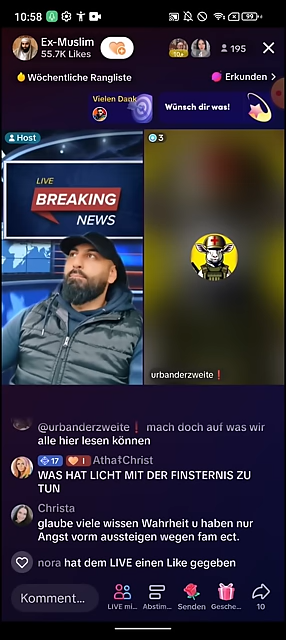 10:58
99+
Ex-Muslim
55.7K Likes
10+
195
Wöchentliche Rangliste
Erkunden >
Vielen Dank
Wünsch dir was!
Host
3
LIVE
BREAKING
NEWS
urbanderzweite❗
@urbanderzweite❗ mach doch auf was wir
alle hier lesen können
17 1 Atha‡Christ
WAS HAT LICHT MIT DER FINSTERNIS ZU
TUN
Christa
glaube viele wissen Wahrheit u haben nur
Angst vorm aussteigen wegen fam ect.
nora hat dem LIVE einen Like gegeben
Komment...
LIVE mi...
Abstim...
Senden
Gesche...
10